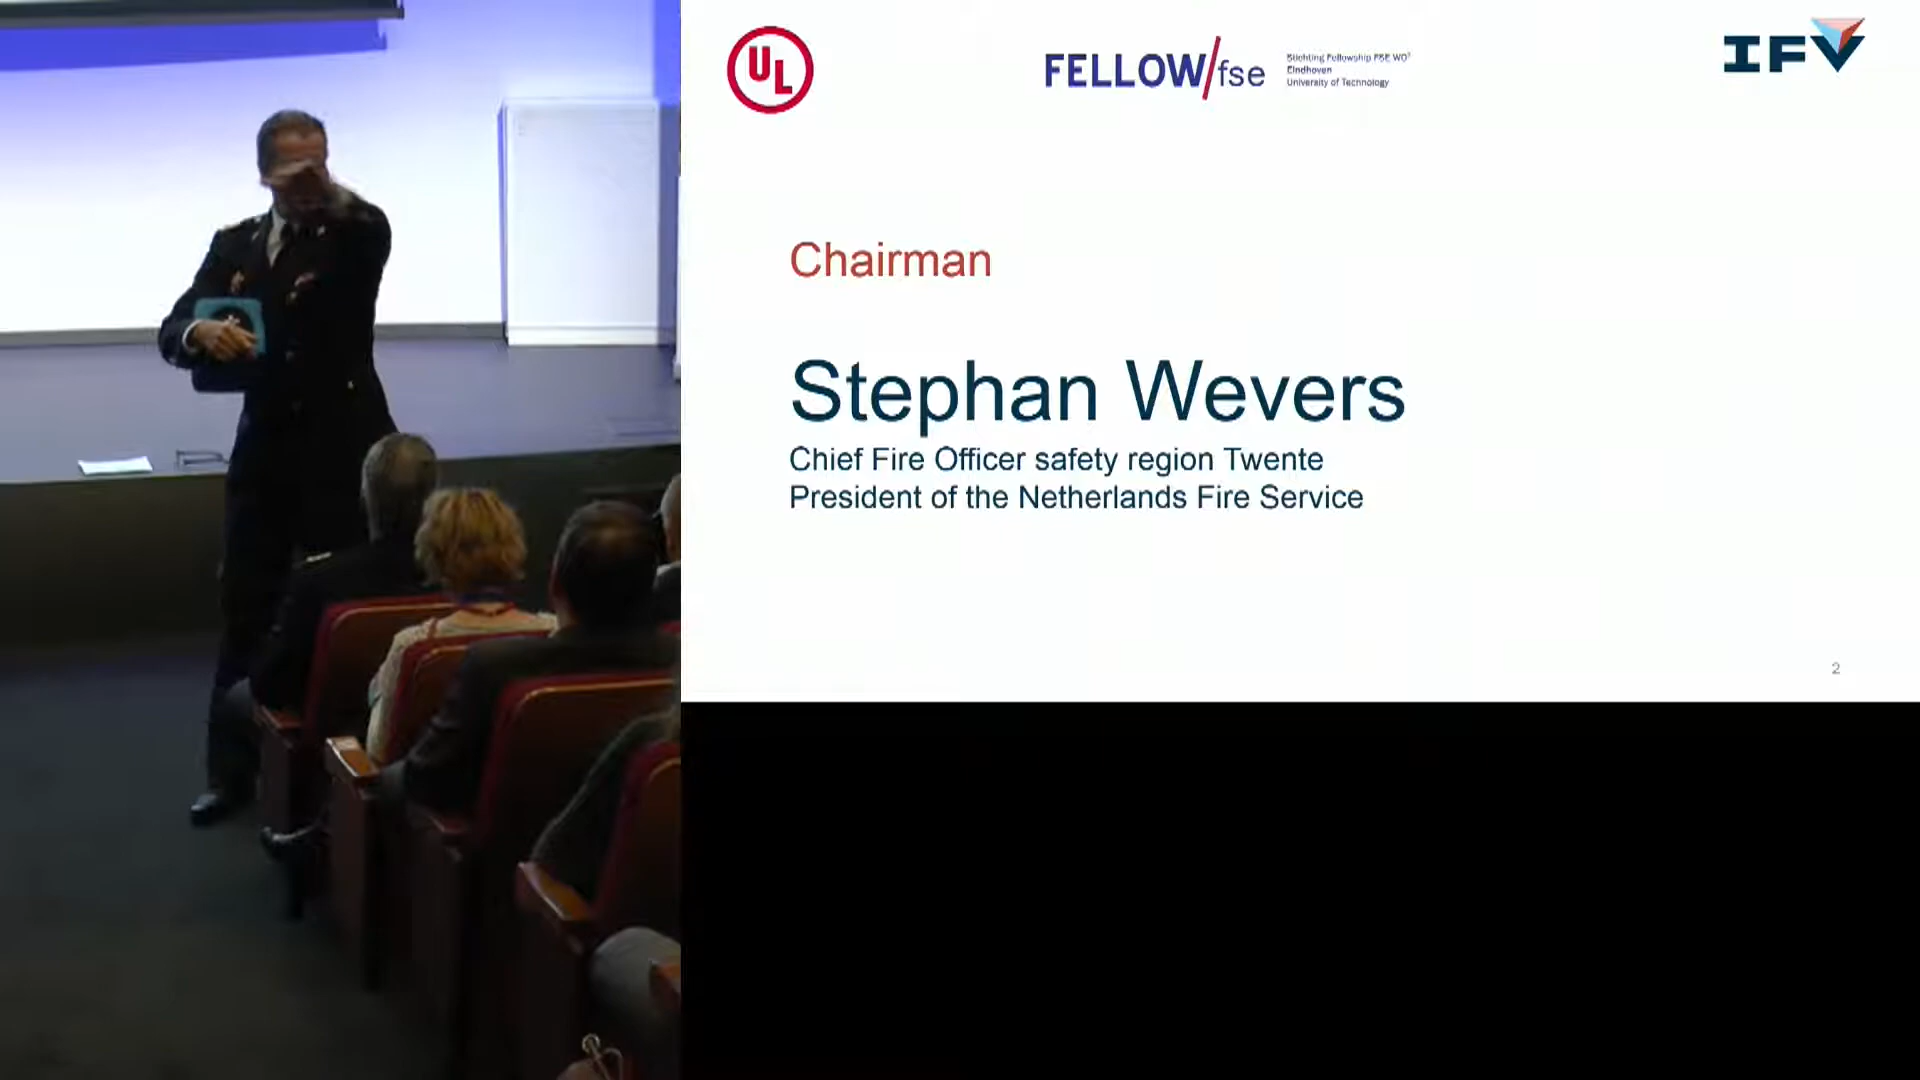 UL
FELLOW/fse
Stichting Fellowship FSE WO²
Eindhoven
University of Technology
IFV
Chairman
Stephan Wevers
Chief Fire Officer safety region Twente
President of the Netherlands Fire Service
2